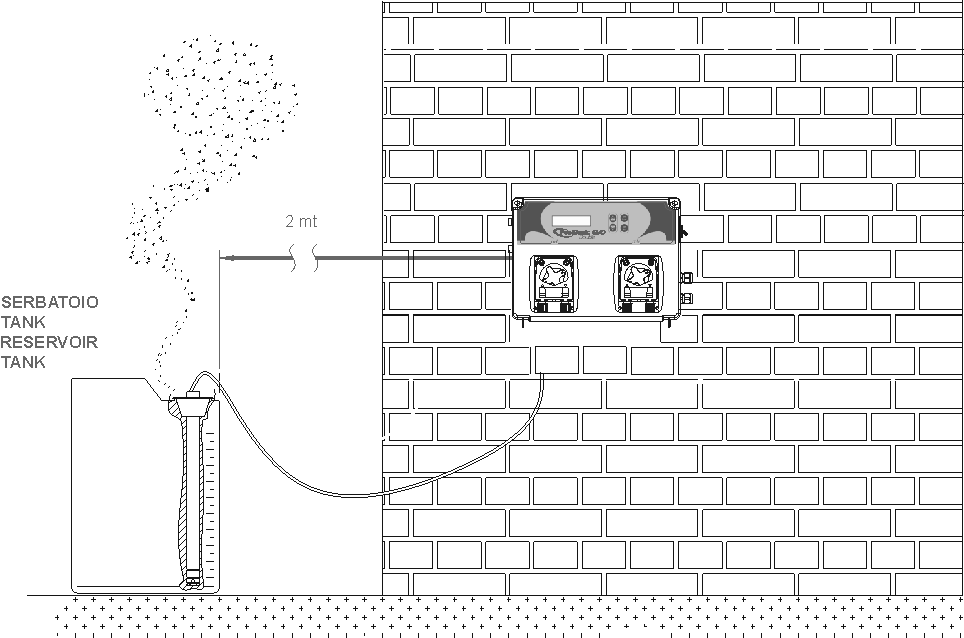 2 mt
SERBATOIO
TANK
RESERVOIR
TANK